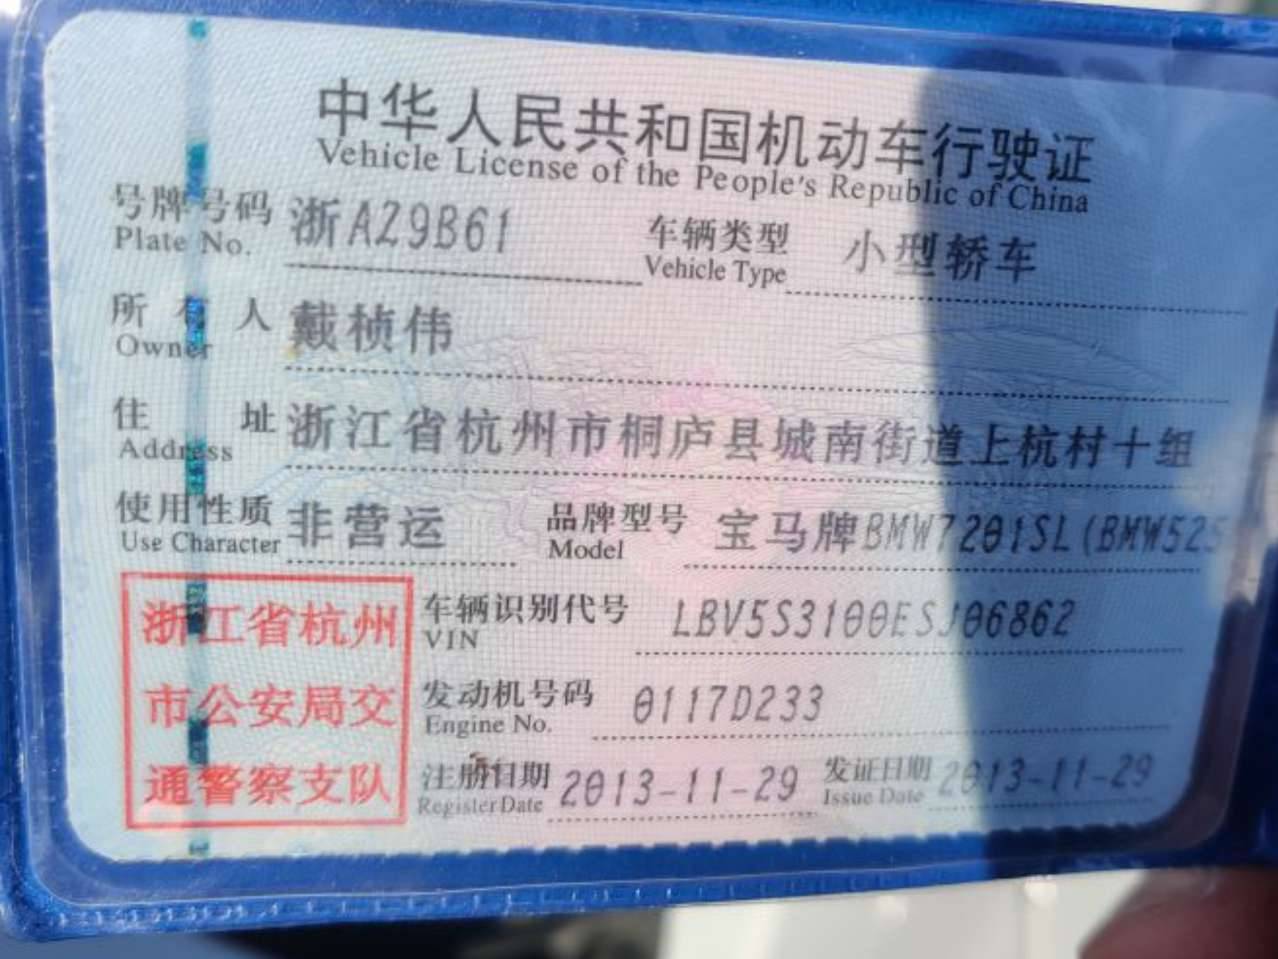 中华人民共和国机动车行驶证
Vehicle License of the People's Republic of China
号牌号码 浙AZ9B61 车辆类型 小型轿车
Plate No. Vehicle Type
所有人 戴桢伟
Owner
住址 浙江省杭州市桐庐县城南街道上杭村十组
Address
使用性质 非营运 品牌型号 宝马牌BMW7201SL(BMW525
Use Character Model
浙江省杭州
市公安局交
通警察支队
车辆识别代号 LBV5S3100ESJ06862
VIN
发动机号码 0117D233
Engine No.
注册日期 2013-11-29 发证日期 2013-11-29
Register Date Issue Date